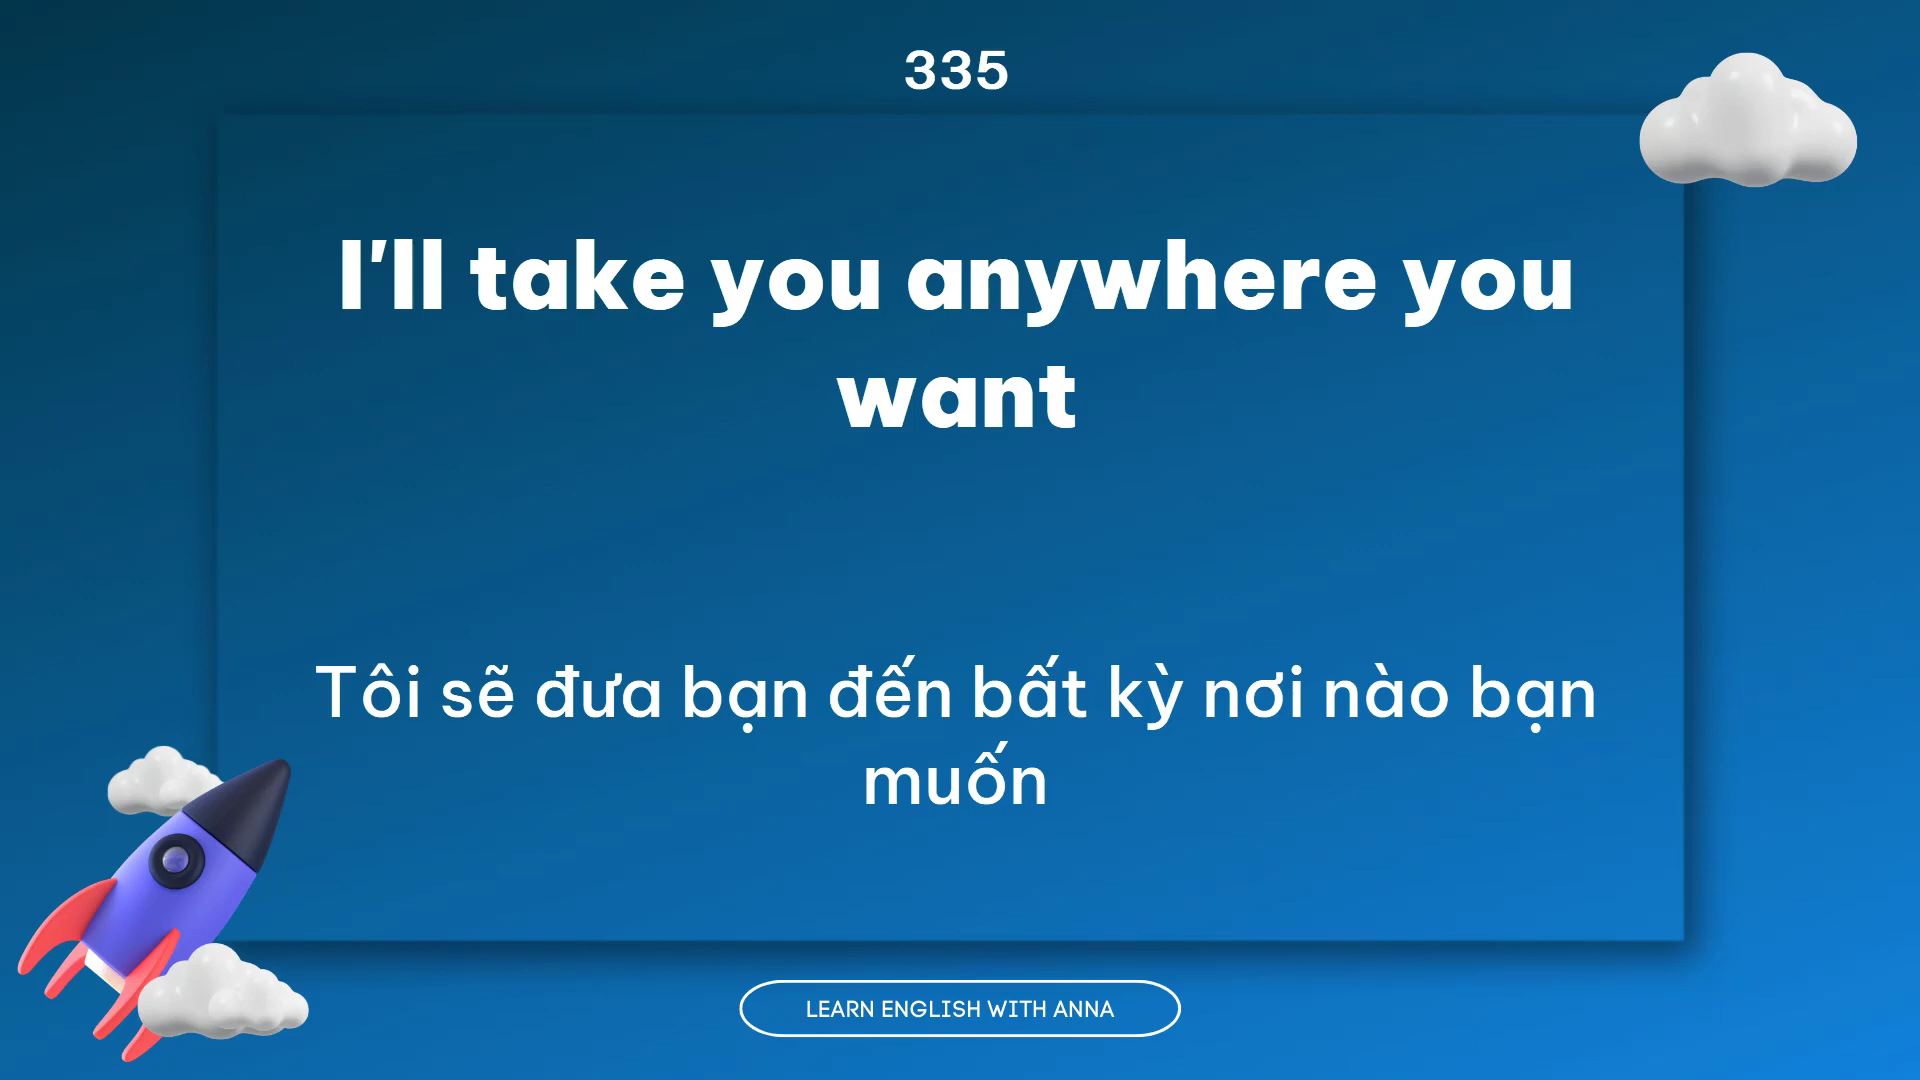 335
I'll take you anywhere you
want
Tôi sẽ đưa bạn đến bất kỳ nơi nào bạn
muốn
LEARN ENGLISH WITH ANNA